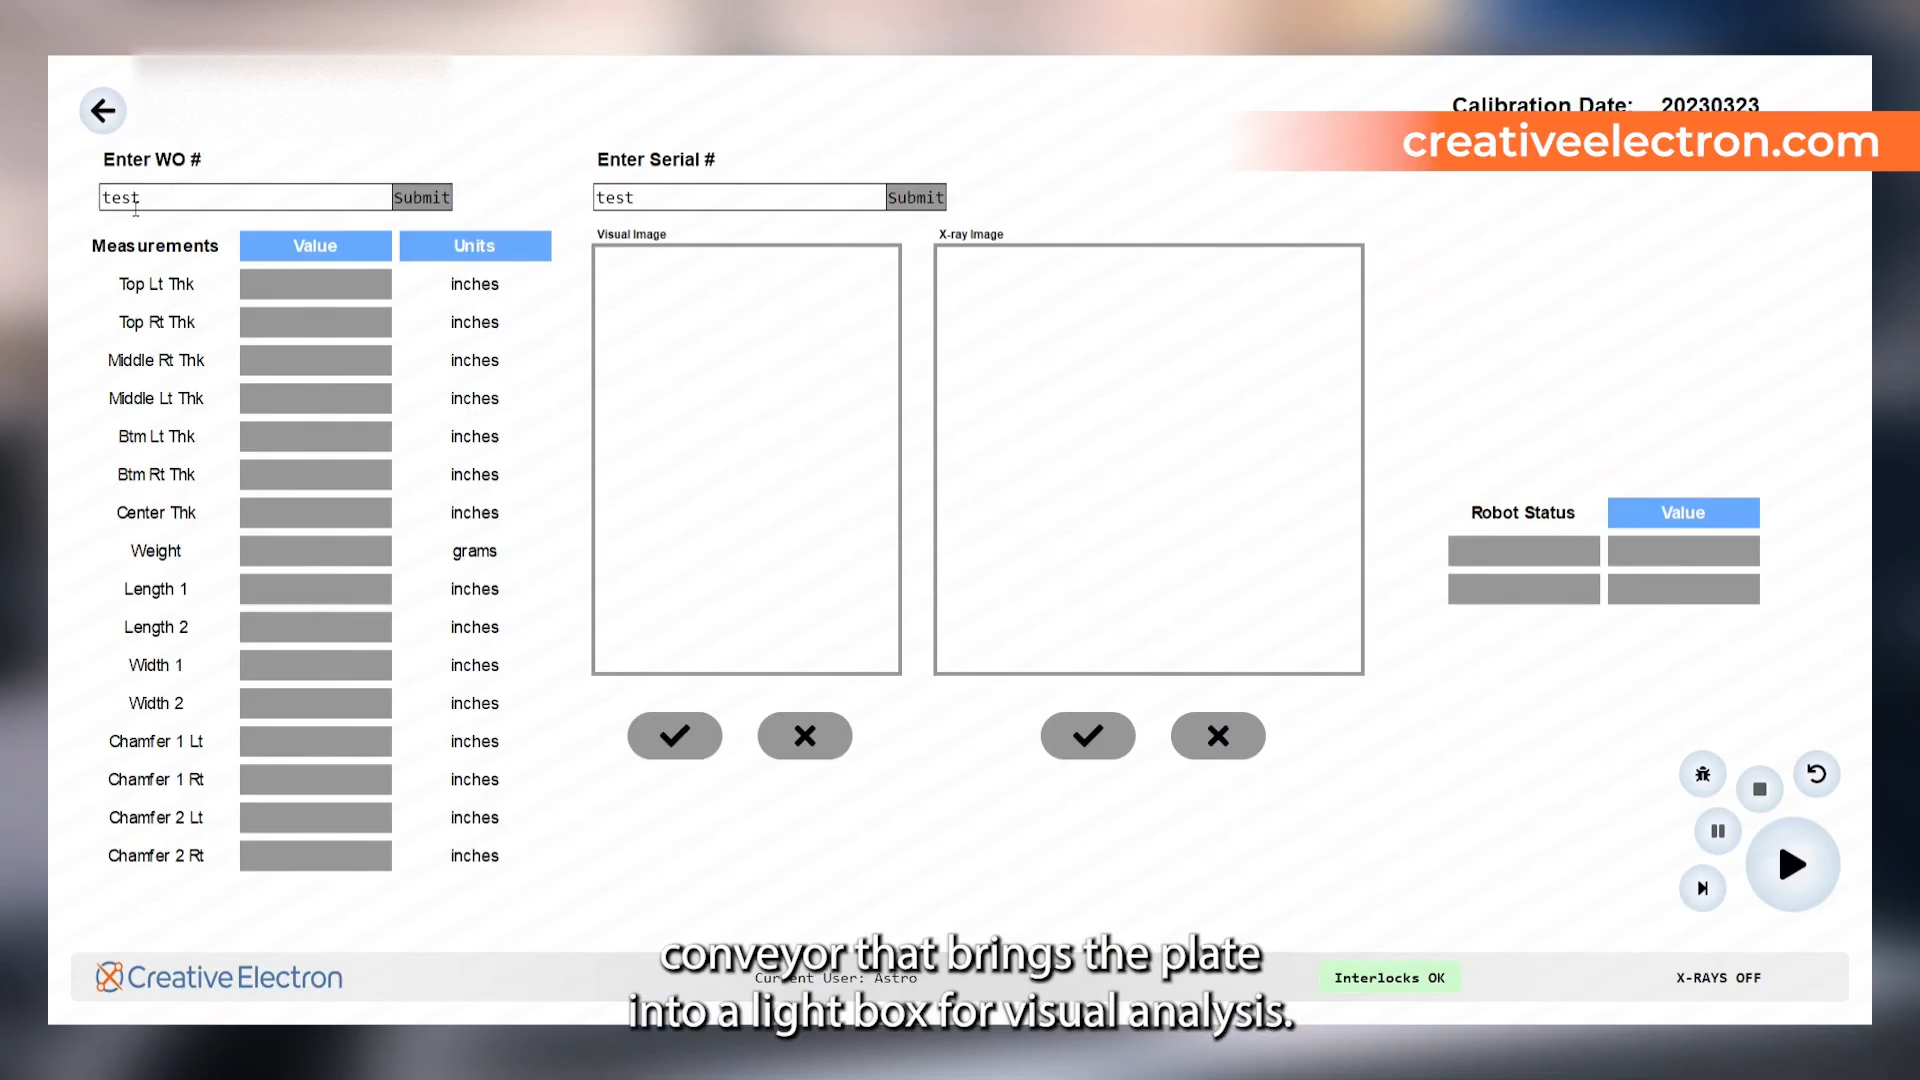 Calibration Date: 20230323
creativeelectron.com
Enter WO #
Enter Serial #
test Submit
test Submit
Measurements Value Units
Visual Image
X-ray Image
Top Lt Thk inches
Top Rt Thk inches
Middle Rt Thk inches
Middle Lt Thk inches
Btm Lt Thk inches
Btm Rt Thk inches
Center Thk inches
Weight grams
Length 1 inches
Length 2 inches
Width 1 inches
Width 2 inches
Chamfer 1 Lt inches
Chamfer 1 Rt inches
Chamfer 2 Lt inches
Chamfer 2 Rt inches
Robot Status Value
conveyor that brings the plate
into a light box for visual analysis.
Creative Electron
Current User: Astro
Interlocks OK
X-RAYS OFF